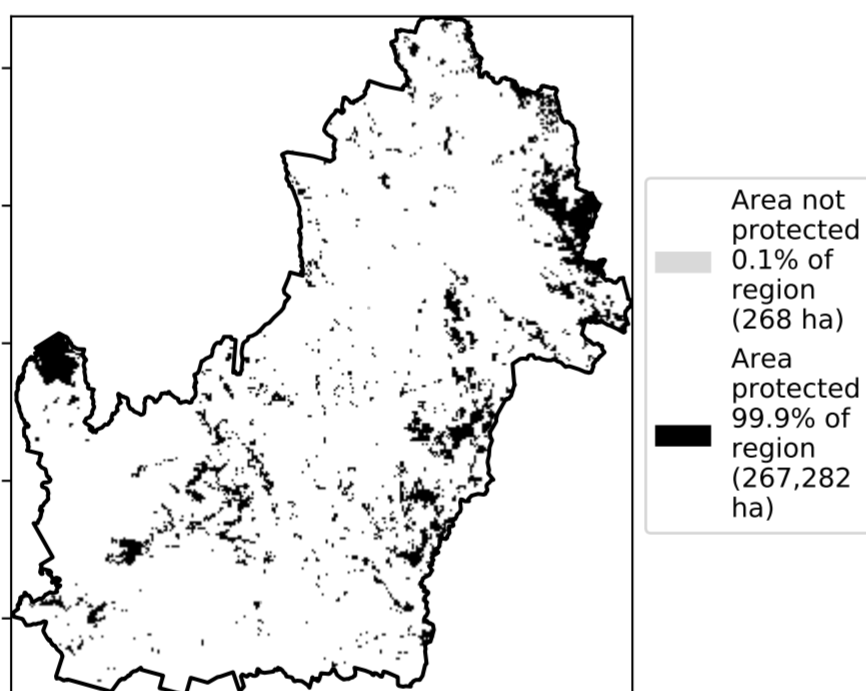 Area not
protected
0.1% of
region
(268 ha)
Area
protected
99.9% of
region
(267,282
ha)